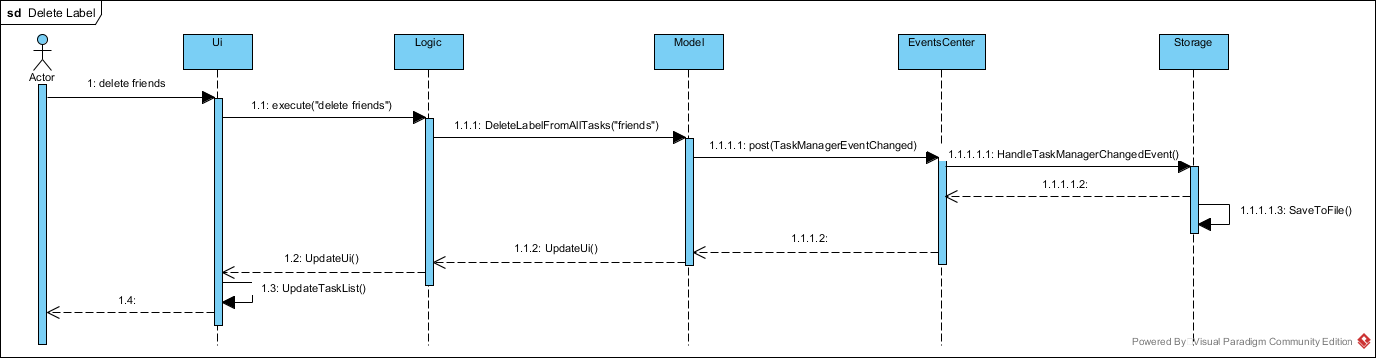 sd Delete Label
Ui
Logic
Model
EventsCenter
Storage
Actor
1: delete friends
1.1: execute("delete friends")
1.1.1: DeleteLabelFromAllTasks("friends")
1.1.1.1: post(TaskManagerEventChanged)
1.1.1.1.1: HandleTaskManagerChangedEvent()
1.1.1.1.2:
1.1.1.1.3: SaveToFile()
1.1.1.2:
1.1.2: UpdateUi()
1.2: UpdateUi()
1.3: UpdateTaskList()
1.4:
Powered By Visual Paradigm Community Edition